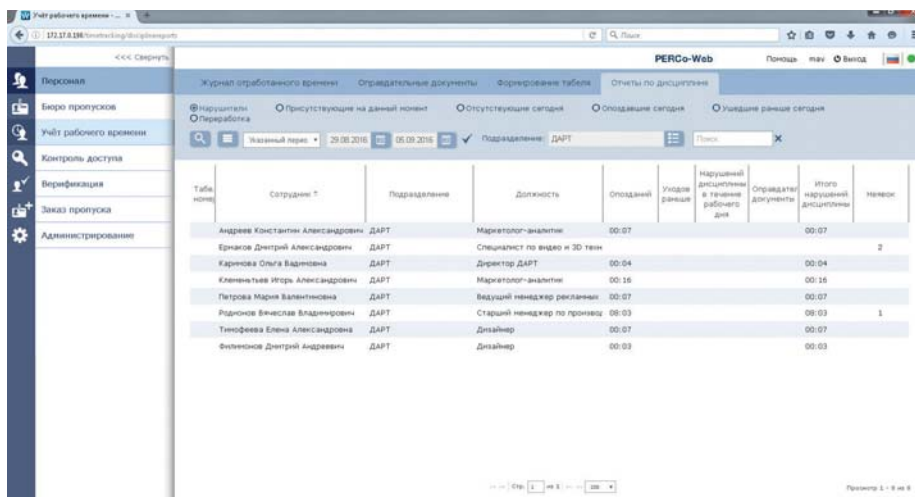 Учёт рабочего времени - ...
172.17.0.198/timetracking/disciplinereports
Поиск
<<< Свернуть
PERCo-Web
Помощь may Выход
Персонал
Бюро пропусков
Учёт рабочего времени
Контроль доступа
Верификация
Заказ пропуска
Администрирование
Журнал отработанного времени Оправдательные документы Формирование табеля Отчеты по дисциплине
Нарушители Присутствующие на данный момент Отсутствующие сегодня Опоздавшие сегодня Ушедшие раньше сегодня
Переработка
Указанный перио 29.08.2016 05.09.2016 Подразделение: ДАРТ Поиск
Табе номе Сотрудник Подразделение Должность Опозданий Уходов раньше Нарушений дисциплины в течение рабочего дня Оправдател документы Итого нарушений дисциплины Неявок
Андреев Константин Александрович ДАРТ Маркетолог-аналитик 00:07 00:07
Ермаков Дмитрий Александрович ДАРТ Специалист по видео и 3D техн 2
Каримова Ольга Вадимовна ДАРТ Директор ДАРТ 00:04 00:04
Клементьев Игорь Александрович ДАРТ Маркетолог-аналитик 00:16 00:16
Петрова Мария Валентиновна ДАРТ Ведущий менеджер рекламных 00:07 00:07
Родионов Вячеслав Владимирович ДАРТ Старший менеджер по производ 08:03 08:03 1
Тимофеева Елена Александровна ДАРТ Дизайнер 00:07 00:07
Филимонов Дмитрий Андреевич ДАРТ Дизайнер 00:03 00:03
Стр. 1 из 1 100
Просмотр 1 - 8 из 8